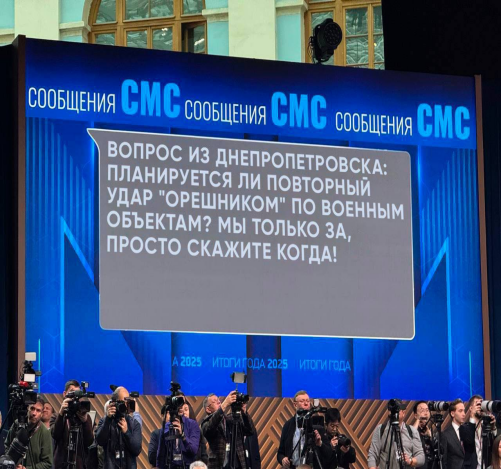 СООБЩЕНИЯ СМС СООБЩЕНИЯ СМС СООБЩЕНИЯ СМС
ВОПРОС ИЗ ДНЕПРОПЕТРОВСКА:
ПЛАНИРУЕТСЯ ЛИ ПОВТОРНЫЙ
УДАР "ОРЕШНИКОМ" ПО ВОЕННЫМ
ОБЪЕКТАМ? МЫ ТОЛЬКО ЗА,
ПРОСТО СКАЖИТЕ КОГДА!
А 2025 ИТОГИ ГОДА 2025 ИТОГИ ГОДА